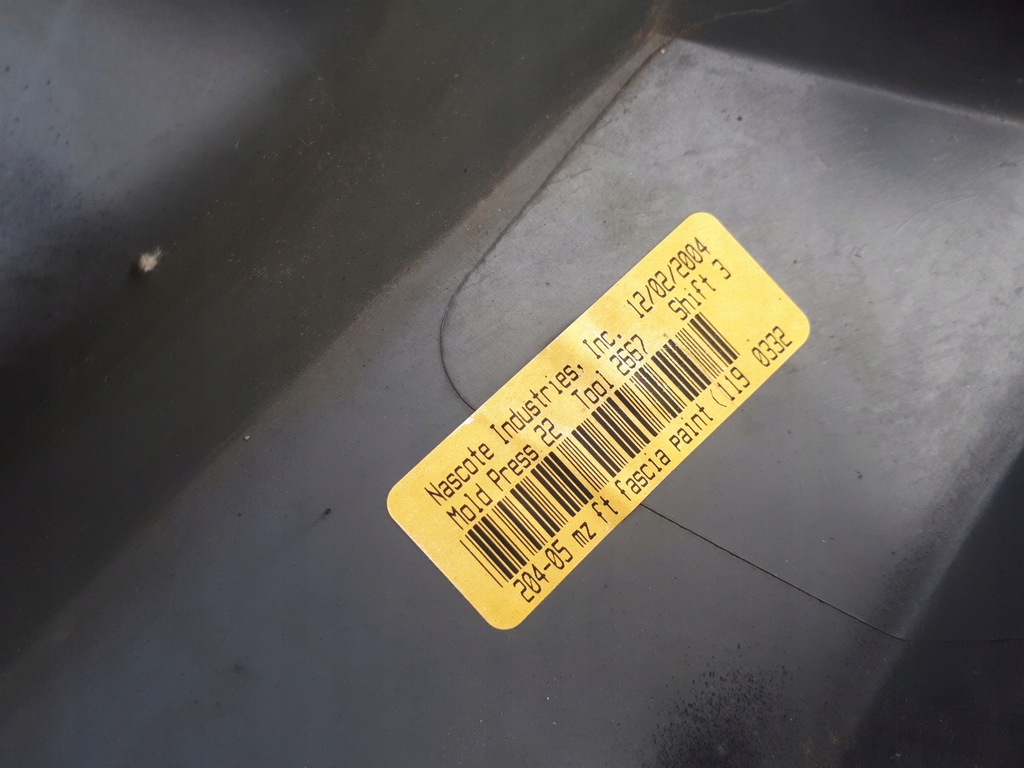 Nascote Industries, Inc. 12/02/2004
Mold Press 22 Tool 2667 Shift 3
204-05 mz ft fascia paint (119 0332